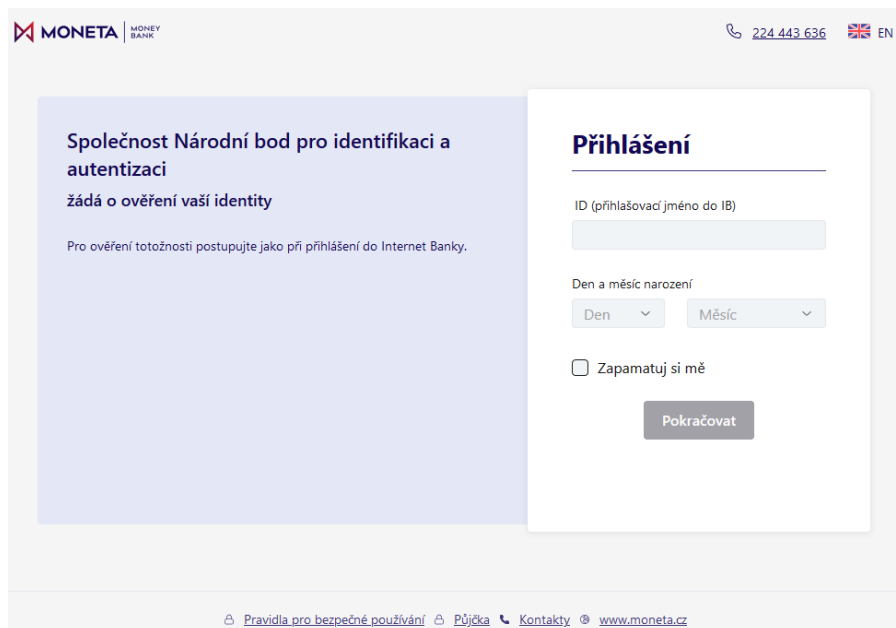 MONETA MONEY BANK
224 443 636
EN
Společnost Národní bod pro identifikaci a
autentizaci
žádá o ověření vaší identity
Pro ověření totožnosti postupujte jako při přihlášení do Internet Banky.
Přihlášení
ID (přihlašovací jméno do IB)
Den a měsíc narození
Den
Měsíc
Zapamatuj si mě
Pokračovat
Pravidla pro bezpečné používání Půjčka Kontakty www.moneta.cz